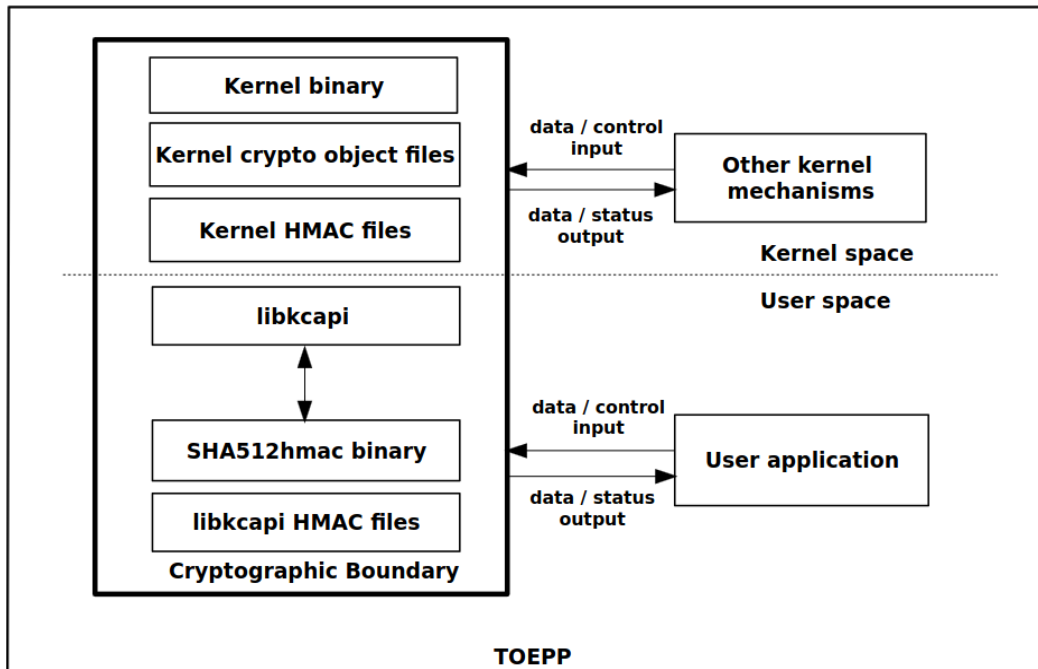 Kernel binary
Kernel crypto object files
Kernel HMAC files
data / control
input
data / status
output
Other kernel
mechanisms
Kernel space
User space
libkcapi
SHA512hmac binary
libkcapi HMAC files
Cryptographic Boundary
data / control
input
data / status
output
User application
TOEPP